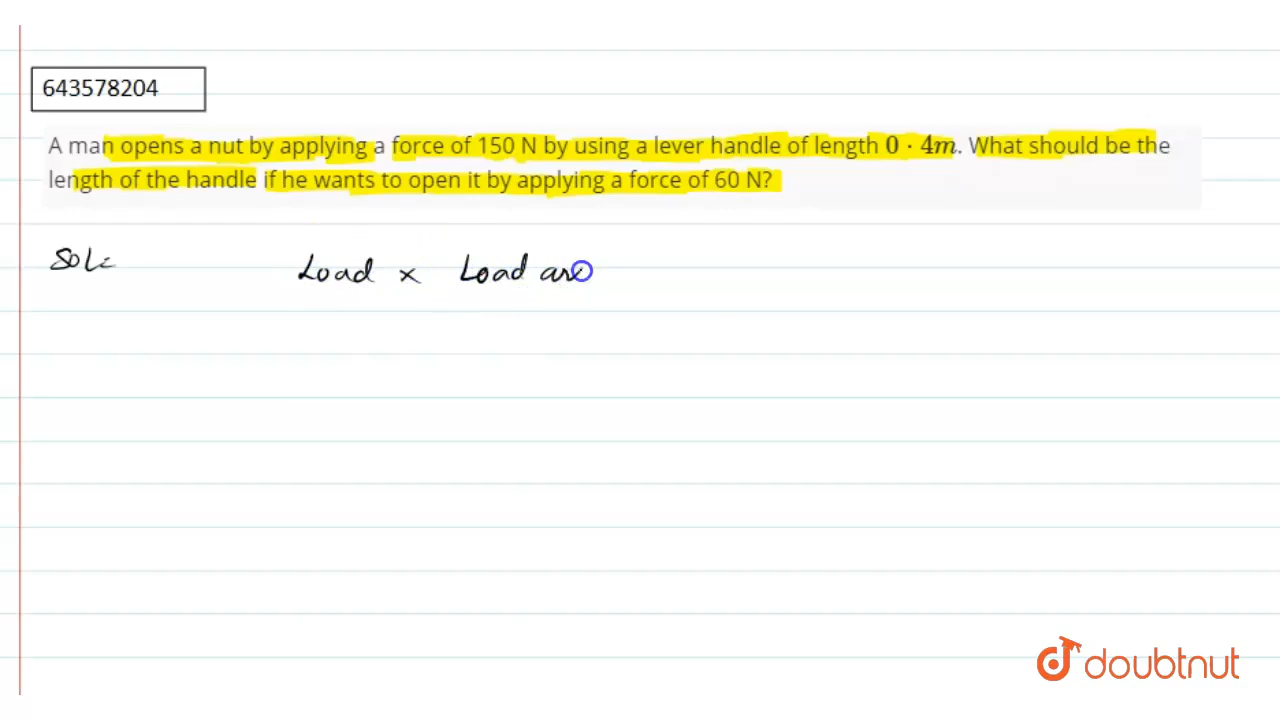 643578204
A man opens a nut by applying a force of 150 N by using a lever handle of length 0 · 4m. What should be the
length of the handle if he wants to open it by applying a force of 60 N?
Sol:
Load × Load
doubtnut